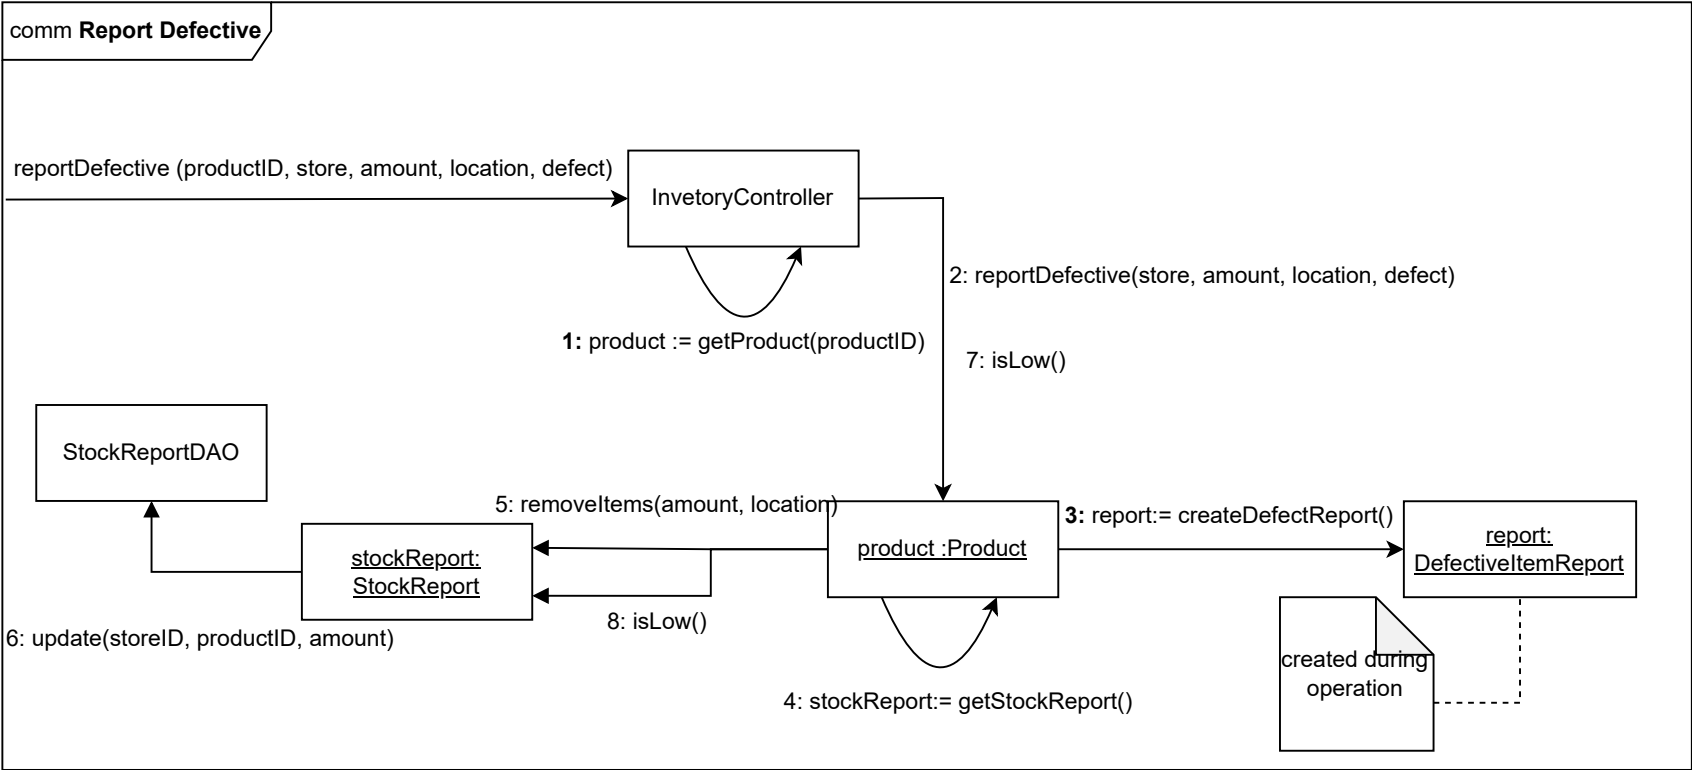 comm Report Defective
reportDefective (productID, store, amount, location, defect)
InvetoryController
2: reportDefective(store, amount, location, defect)
1: product := getProduct(productID)
7: isLow()
StockReportDAO
5: removeItems(amount, location)
3: report:= createDefectReport()
report:
DefectiveItemReport
product :Product
stockReport:
StockReport
8: isLow()
6: update(storeID, productID, amount)
created during
operation
4: stockReport:= getStockReport()